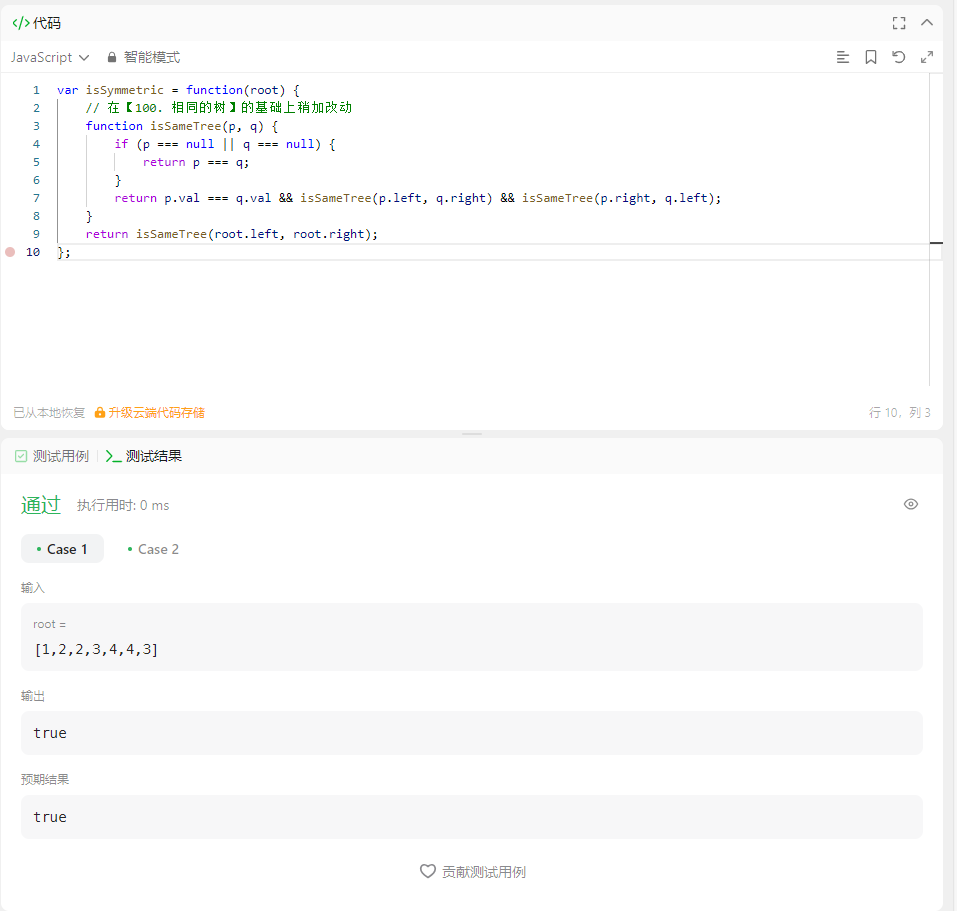 </> 代码
JavaScript 智能模式
1 var isSymmetric = function(root) {
2 // 在【100. 相同的树】的基础上稍加改动
3 function isSameTree(p, q) {
4 if (p === null || q === null) {
5 return p === q;
6 }
7 return p.val === q.val && isSameTree(p.left, q.right) && isSameTree(p.right, q.left);
8 }
9 return isSameTree(root.left, root.right);
10 };
已从本地恢复 升级云端代码存储 行 10, 列 3
测试用例 >_ 测试结果
通过 执行用时: 0 ms
• Case 1 • Case 2
输入
root =
[1,2,2,3,4,4,3]
输出
true
预期结果
true
贡献测试用例